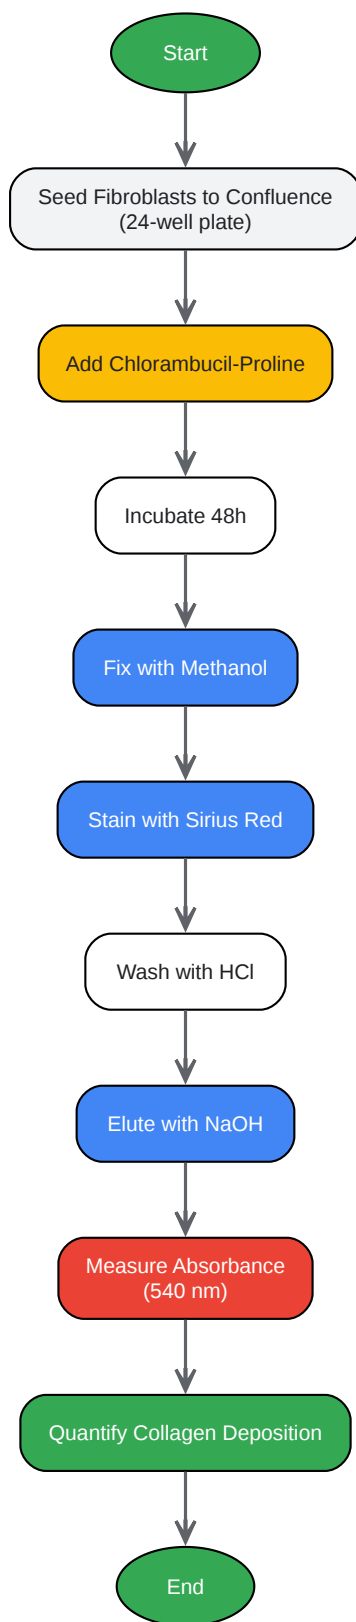 Start
Seed Fibroblasts to Confluence
(24-well plate)
Add Chlorambucil-Proline
Incubate 48h
Fix with Methanol
Stain with Sirius Red
Wash with HCl
Elute with NaOH
Measure Absorbance
(540 nm)
Quantify Collagen Deposition
End